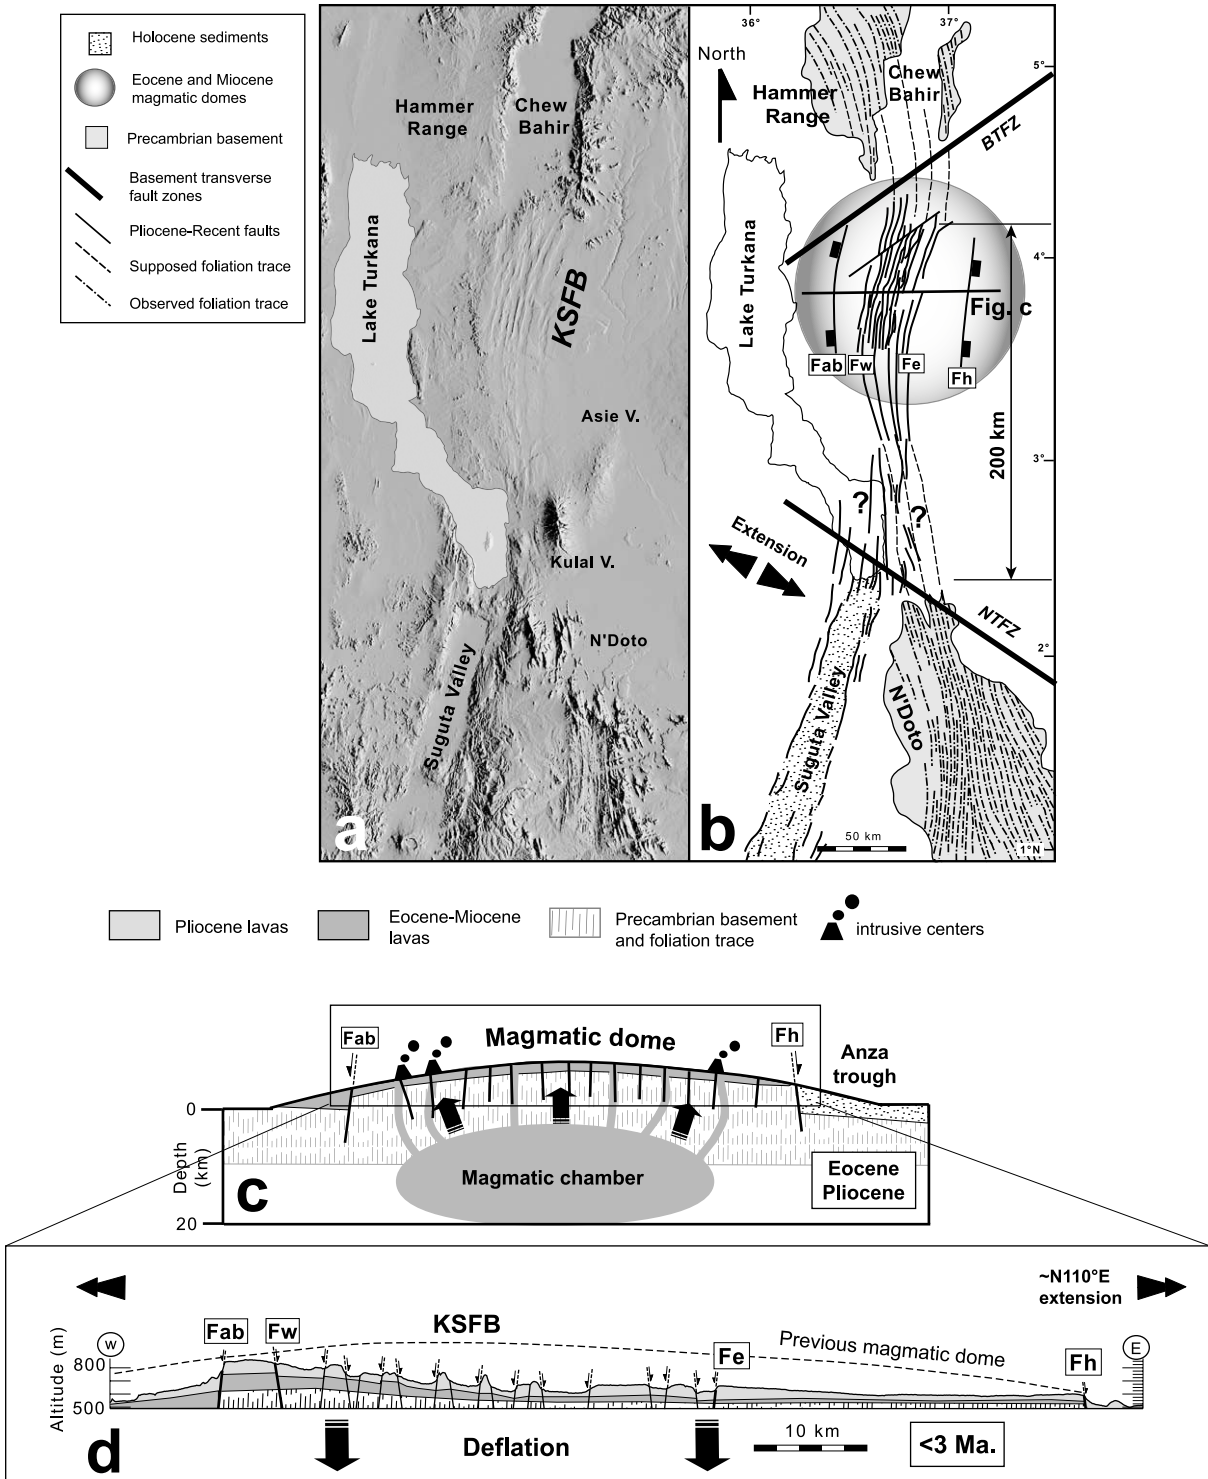 Holocene sediments
Eocene and Miocene
magmatic domes
Precambrian basement
Basement transverse
fault zones
Pliocene-Recent faults
Supposed foliation trace
Observed foliation trace
Hammer
Range
Chew
Bahir
Lake Turkana
KSFB
Asie V.
Kulal V.
N'Doto
Suguta Valley
a
36°
37°
North
Hammer
Range
Chew
Bahir
5°
BTFZ
Lake Turkana
4°
Fig. c
Fab
Fw
Fe
Fh
200 km
3°
?
?
Extension
NTFZ
2°
N'Doto
Suguta Valley
b
50 km
1°N
Pliocene lavas
Eocene-Miocene
lavas
Precambrian basement
and foliation trace
intrusive centers
Fab
Magmatic dome
Fh
Anza
trough
0
Depth
(km)
20
c
Magmatic chamber
Eocene
Pliocene
~N110°E
extension
W
Fab
Fw
KSFB
Previous magmatic dome
Fe
Fh
E
Altitude (m)
800
500
d
Deflation
10 km
<3 Ma.